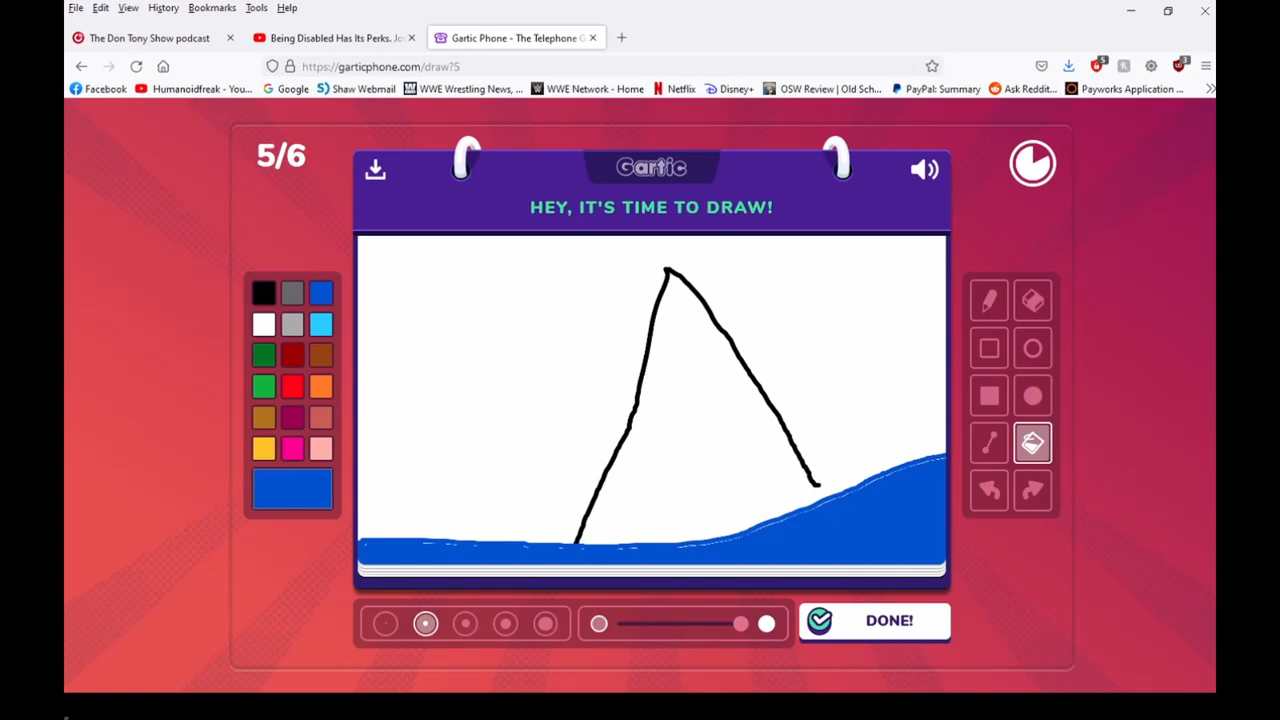 File Edit View History Bookmarks Tools Help
The Don Tony Show podcast
Being Disabled Has Its Perks. Jo
Gartic Phone - The Telephone G
https://garticphone.com/draw?5
5
3
Facebook Humanoidfreak - You... Google Shaw Webmail WWE Wrestling News, ... WWE Network - Home Netflix Disney+ OSW Review | Old Sch... PayPal: Summary Ask Reddit... Payworks Application ...
5/6
Gartic
HEY, IT'S TIME TO DRAW!
DONE!